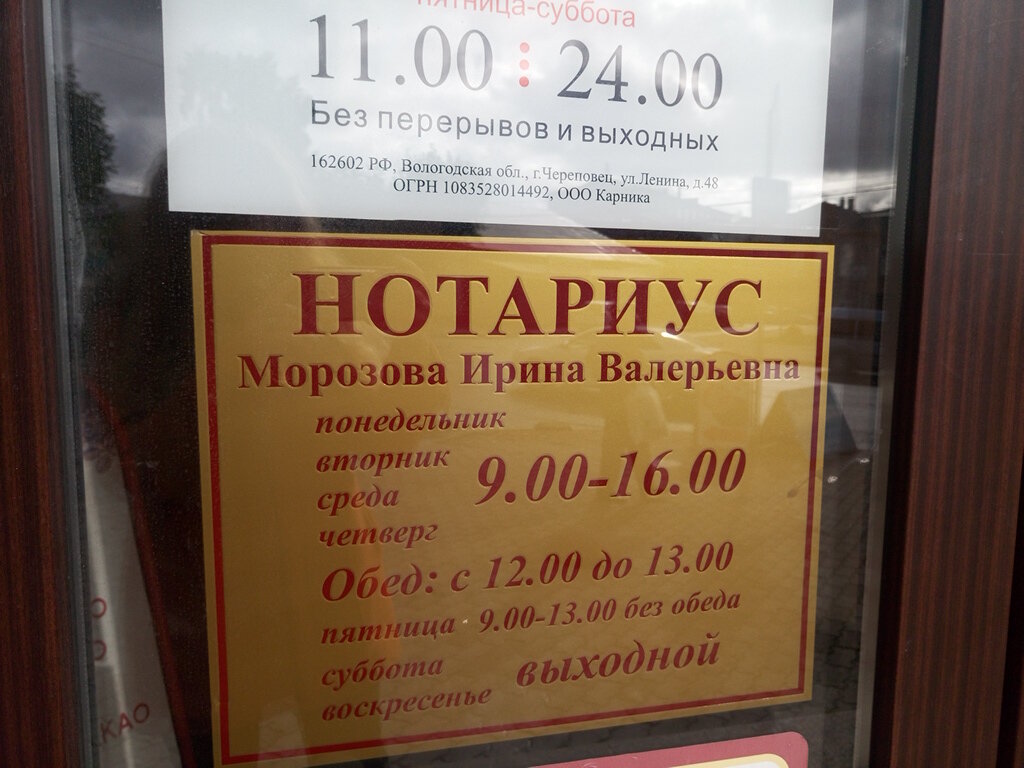 пятница-суббота
11.00 24.00
Без перерывов и выходных
162602 РФ, Вологодская обл., г.Череповец, ул.Ленина, д.48
ОГРН 1083528014492, ООО Карника
НОТАРИУС
Морозова Ирина Валерьевна
понедельник
вторник
среда
четверг
9.00-16.00
Обед: с 12.00 до 13.00
пятница 9.00-13.00 без обеда
суббота
воскресенье
выходной
КАО